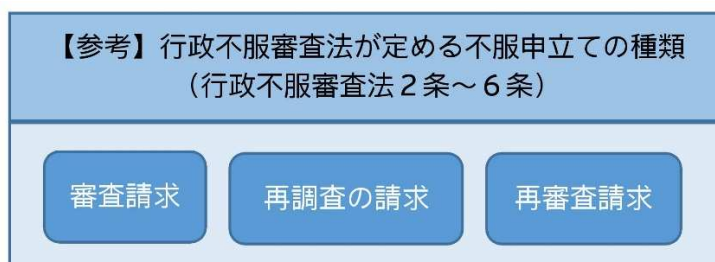 【参考】行政不服審査法が定める不服申立ての種類
(行政不服審査法2条~6条)
審査請求
再調査の請求
再審査請求